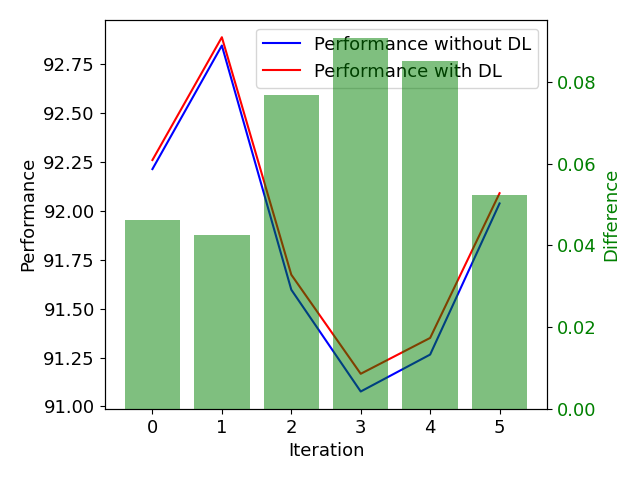 Performance without DL
Performance with DL
92.75
92.50
92.25
92.00
91.75
91.50
91.25
91.00
Performance
0.08
0.06
0.04
0.02
0.00
Difference
0 1 2 3 4 5
Iteration